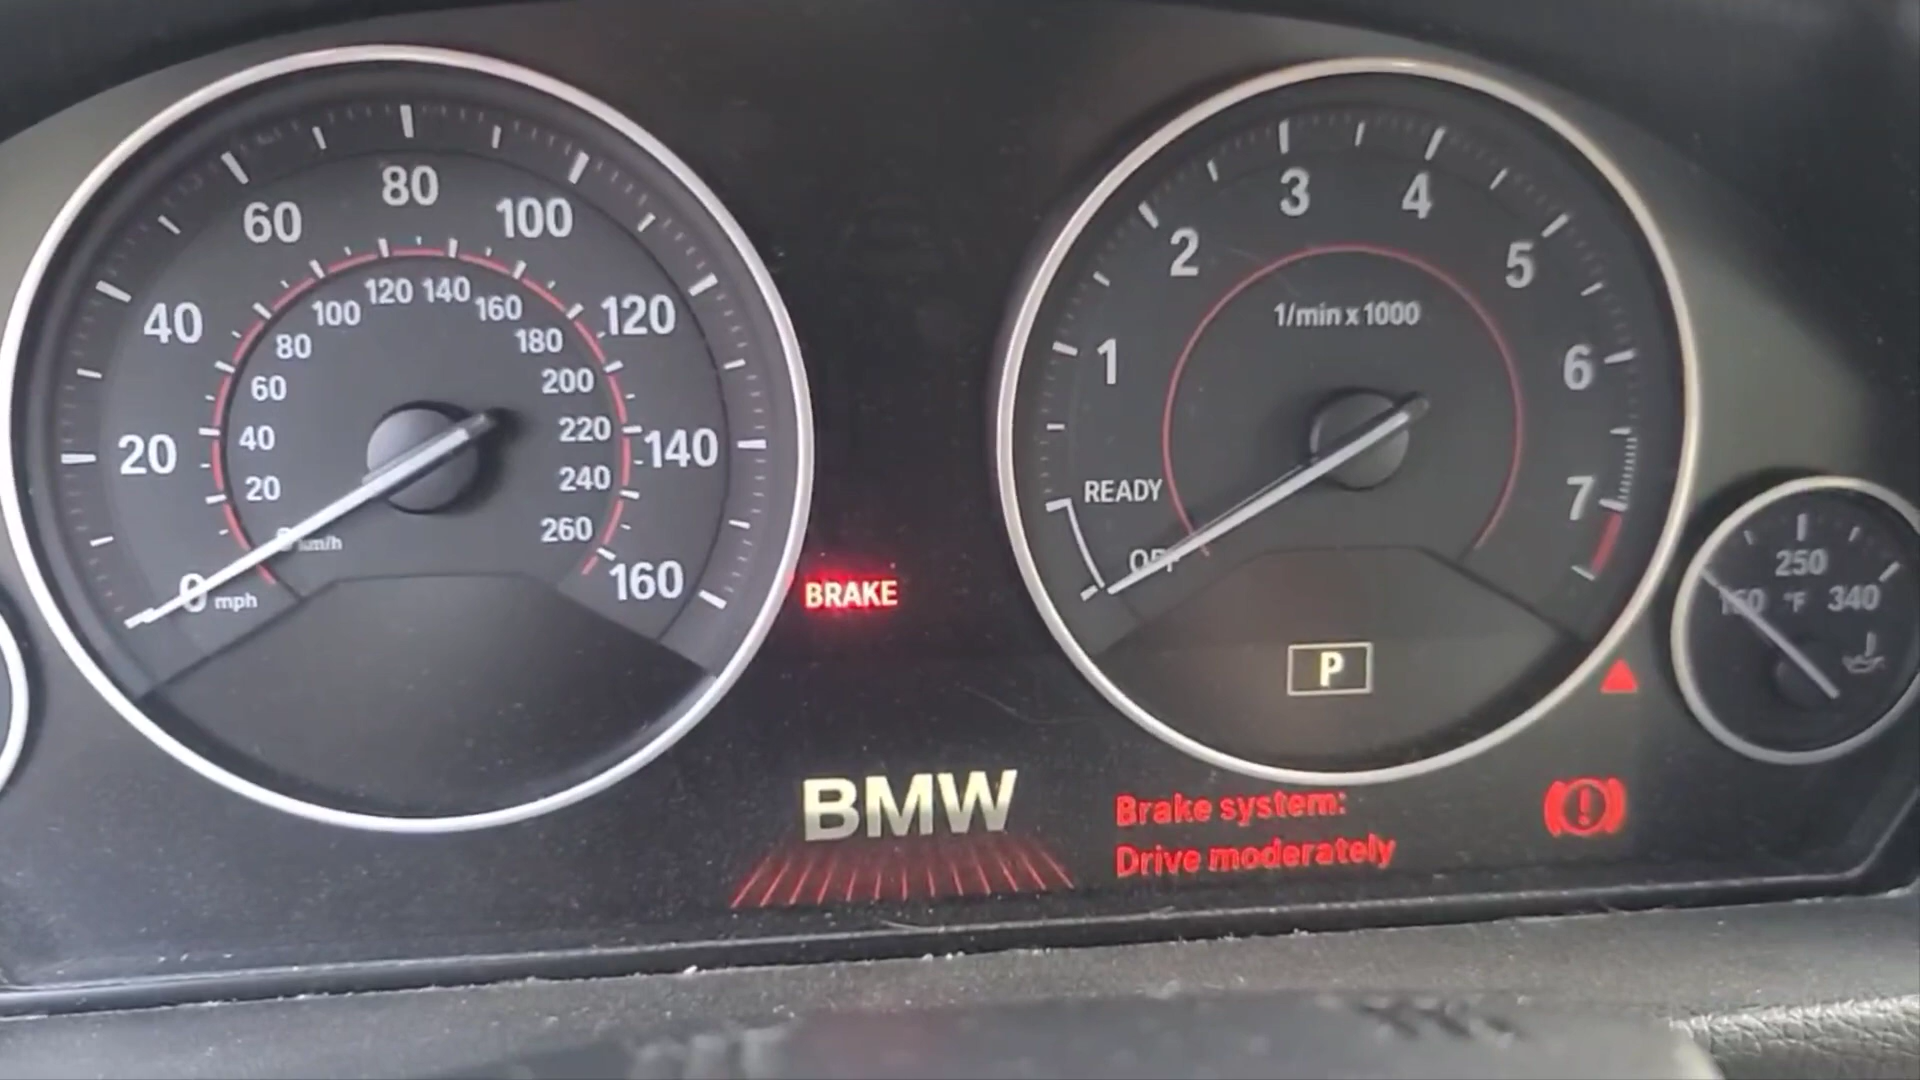 80
60
100
40
120
20
140
0 mph
160
120 140
100
160
80
180
60
200
40
220
20
240
km/h
260
BRAKE
3
4
2
5
1/min x 1000
1
6
READY
7
P
250
°F 340
BMW
Brake system:
Drive moderately